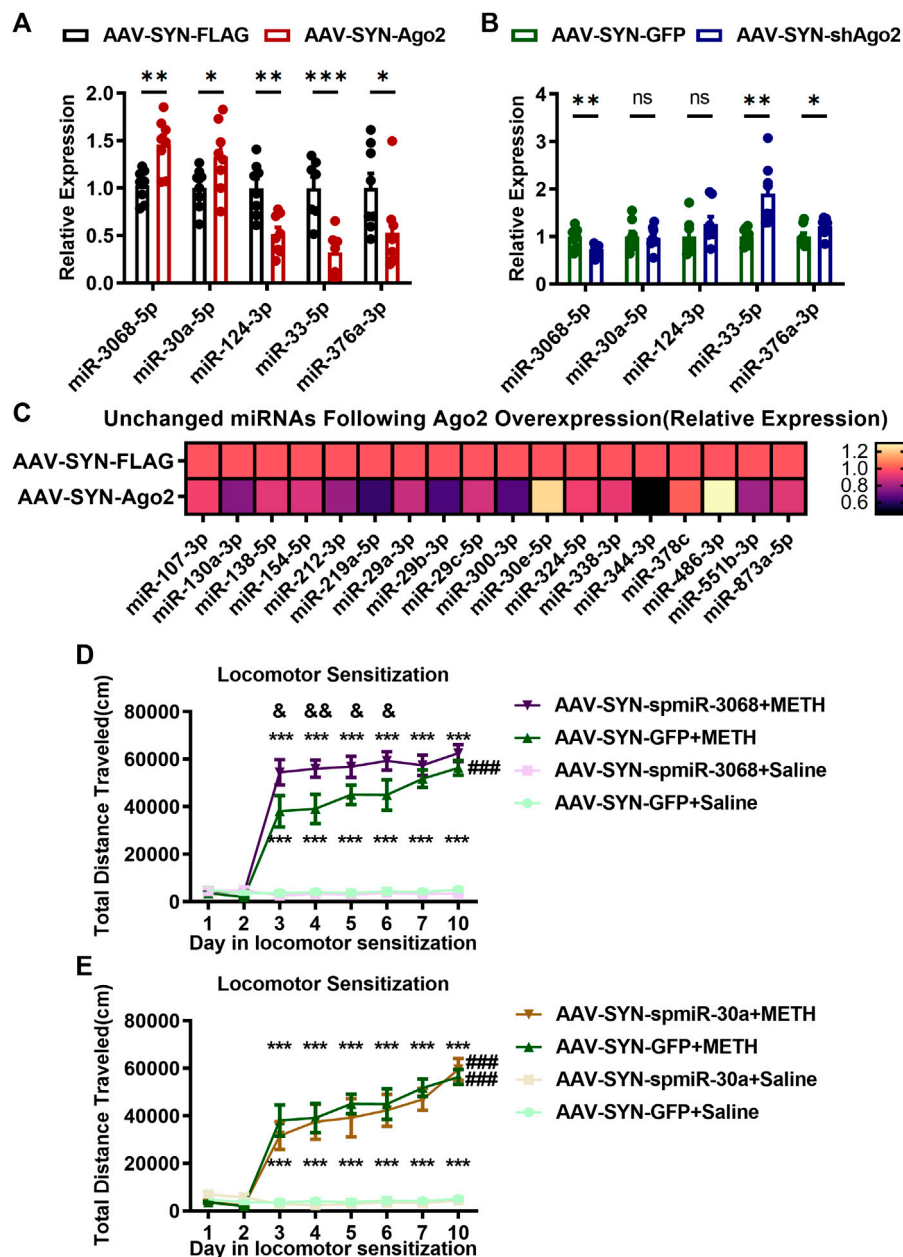 A
AAV-SYN-FLAG AAV-SYN-Ago2
** * ** *** *
Relative Expression
2.0
1.5
1.0
0.5
0.0
miR-3068-5p
miR-30a-5p
miR-124-3p
miR-33-5p
miR-376a-3p
B
AAV-SYN-GFP AAV-SYN-shAgo2
** ns ns ** *
Relative Expression
4
3
2
1
0
miR-3068-5p
miR-30a-5p
miR-124-3p
miR-33-5p
miR-376a-3p
C
Unchanged miRNAs Following Ago2 Overexpression(Relative Expression)
AAV-SYN-FLAG
AAV-SYN-Ago2
1.2
1.0
0.8
0.6
miR-107-3p
miR-130a-3p
miR-138-5p
miR-154-5p
miR-212-3p
miR-219a-5p
miR-29a-3p
miR-29b-3p
miR-29c-5p
miR-300-3p
miR-30e-5p
miR-324-5p
miR-338-3p
miR-344-3p
miR-378c
miR-486-3p
miR-551b-3p
miR-873a-5p
D
Locomotor Sensitization
Total Distance Traveled(cm)
80000
60000
40000
20000
0
& && & &
*** *** *** *** *** ***
###
*** *** *** *** *** ***
1 2 3 4 5 6 7 10
Day in locomotor sensitization
AAV-SYN-spmiR-3068+METH
AAV-SYN-GFP+METH
AAV-SYN-spmiR-3068+Saline
AAV-SYN-GFP+Saline
E
Locomotor Sensitization
Total Distance Traveled(cm)
80000
60000
40000
20000
0
*** *** *** *** *** ***
###
###
*** *** *** *** *** ***
1 2 3 4 5 6 7 10
Day in locomotor sensitization
AAV-SYN-spmiR-30a+METH
AAV-SYN-GFP+METH
AAV-SYN-spmiR-30a+Saline
AAV-SYN-GFP+Saline